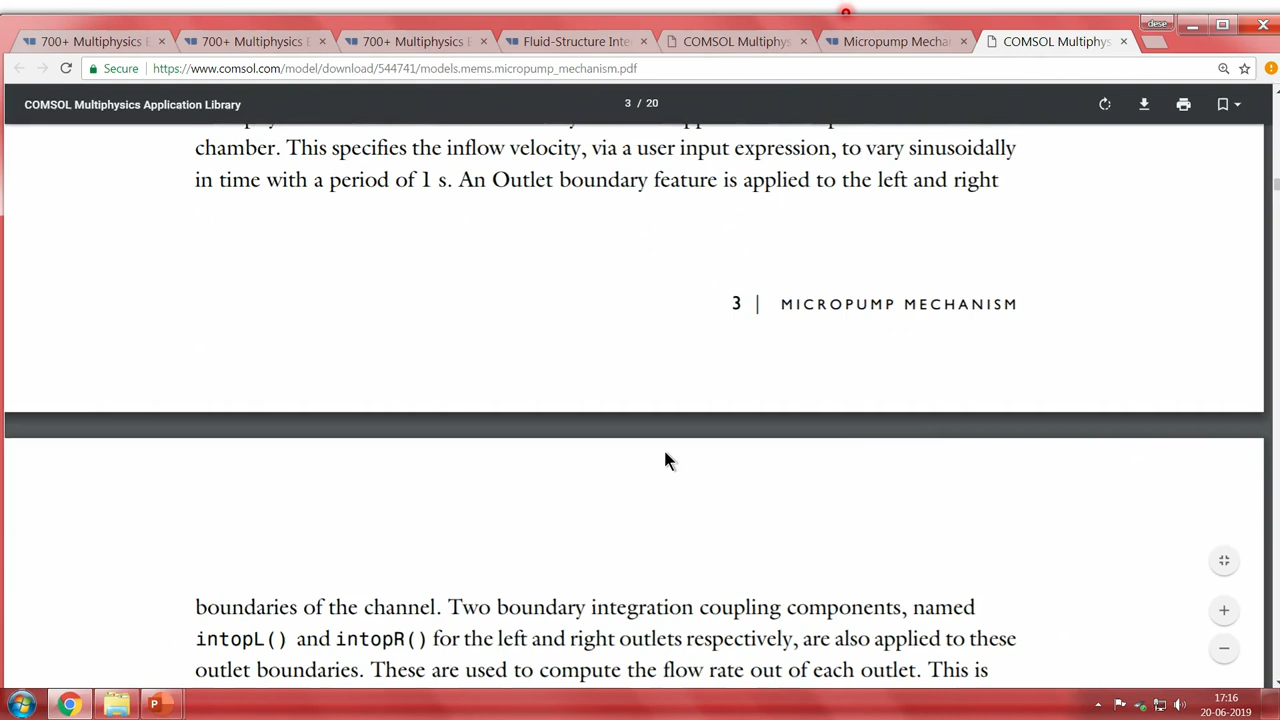 dese
700+ Multiphysics E
700+ Multiphysics E
700+ Multiphysics E
Fluid-Structure Inte
COMSOL Multiphys
Micropump Mechan
COMSOL Multiphys
Secure
https://www.comsol.com/model/download/544741/models.mems.micropump_mechanism.pdf
COMSOL Multiphysics Application Library
3 / 20
chamber. This specifies the inflow velocity, via a user input expression, to vary sinusoidally
in time with a period of 1 s. An Outlet boundary feature is applied to the left and right
3 | MICROPUMP MECHANISM
boundaries of the channel. Two boundary integration coupling components, named
intopL() and intopR() for the left and right outlets respectively, are also applied to these
outlet boundaries. These are used to compute the flow rate out of each outlet. This is
17:16
20-06-2019